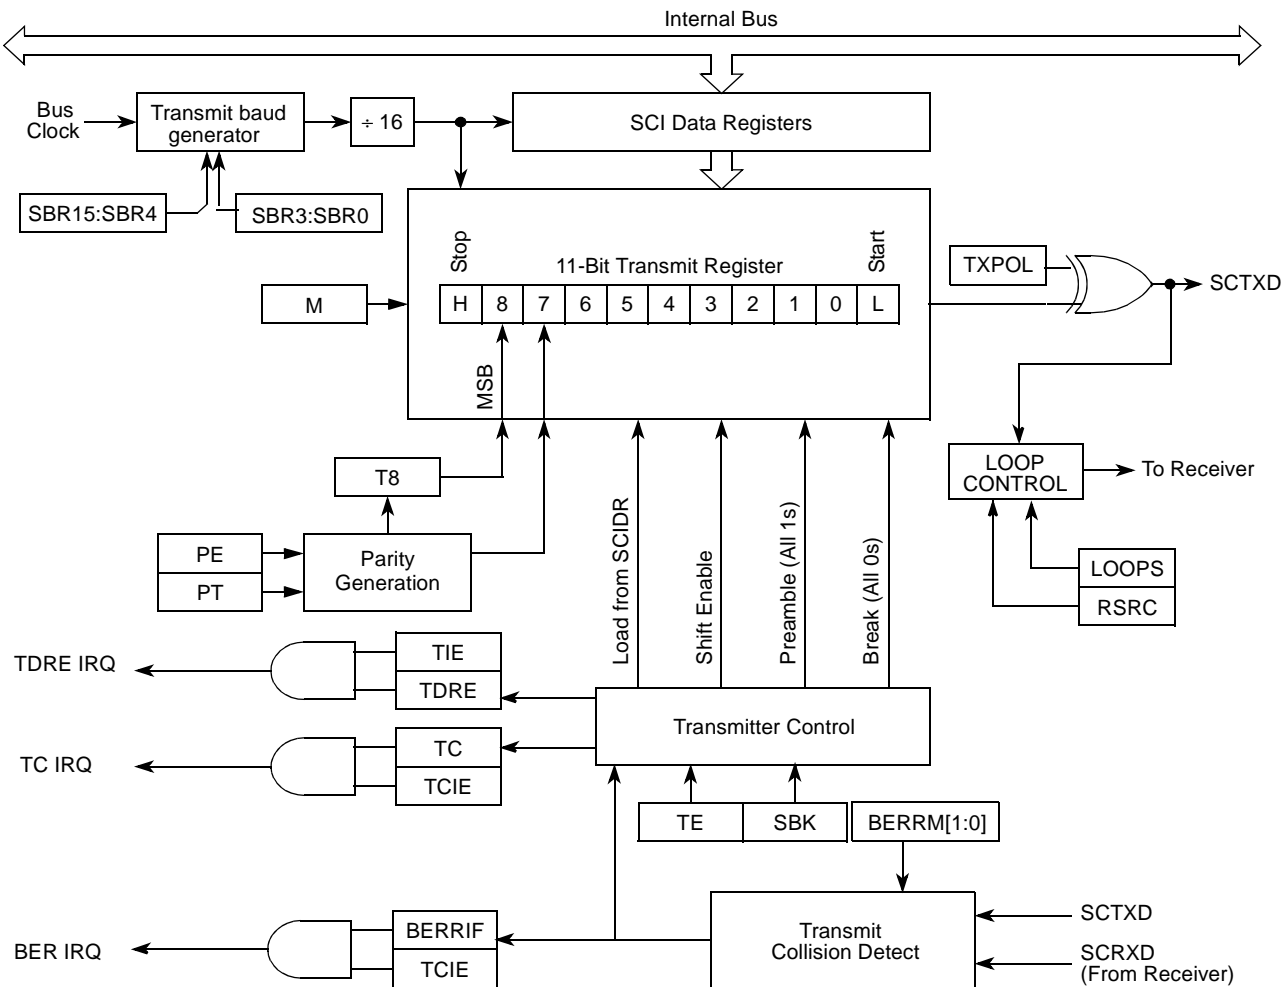 Internal Bus
Bus
Clock
Transmit baud
generator
÷ 16
SCI Data Registers
SBR15:SBR4
SBR3:SBR0
Stop
11-Bit Transmit Register
Start
H 8 7 6 5 4 3 2 1 0 L
M
MSB
TXPOL
SCTXD
T8
LOOP
CONTROL
To Receiver
PE
PT
Parity
Generation
LOOPS
RSRC
Load from SCIDR
Shift Enable
Preamble (All 1s)
Break (All 0s)
TDRE IRQ
TIE
TDRE
Transmitter Control
TC IRQ
TC
TCIE
TE
SBK
BERRM[1:0]
BER IRQ
BERRIF
TCIE
Transmit
Collision Detect
SCTXD
SCRXD
(From Receiver)